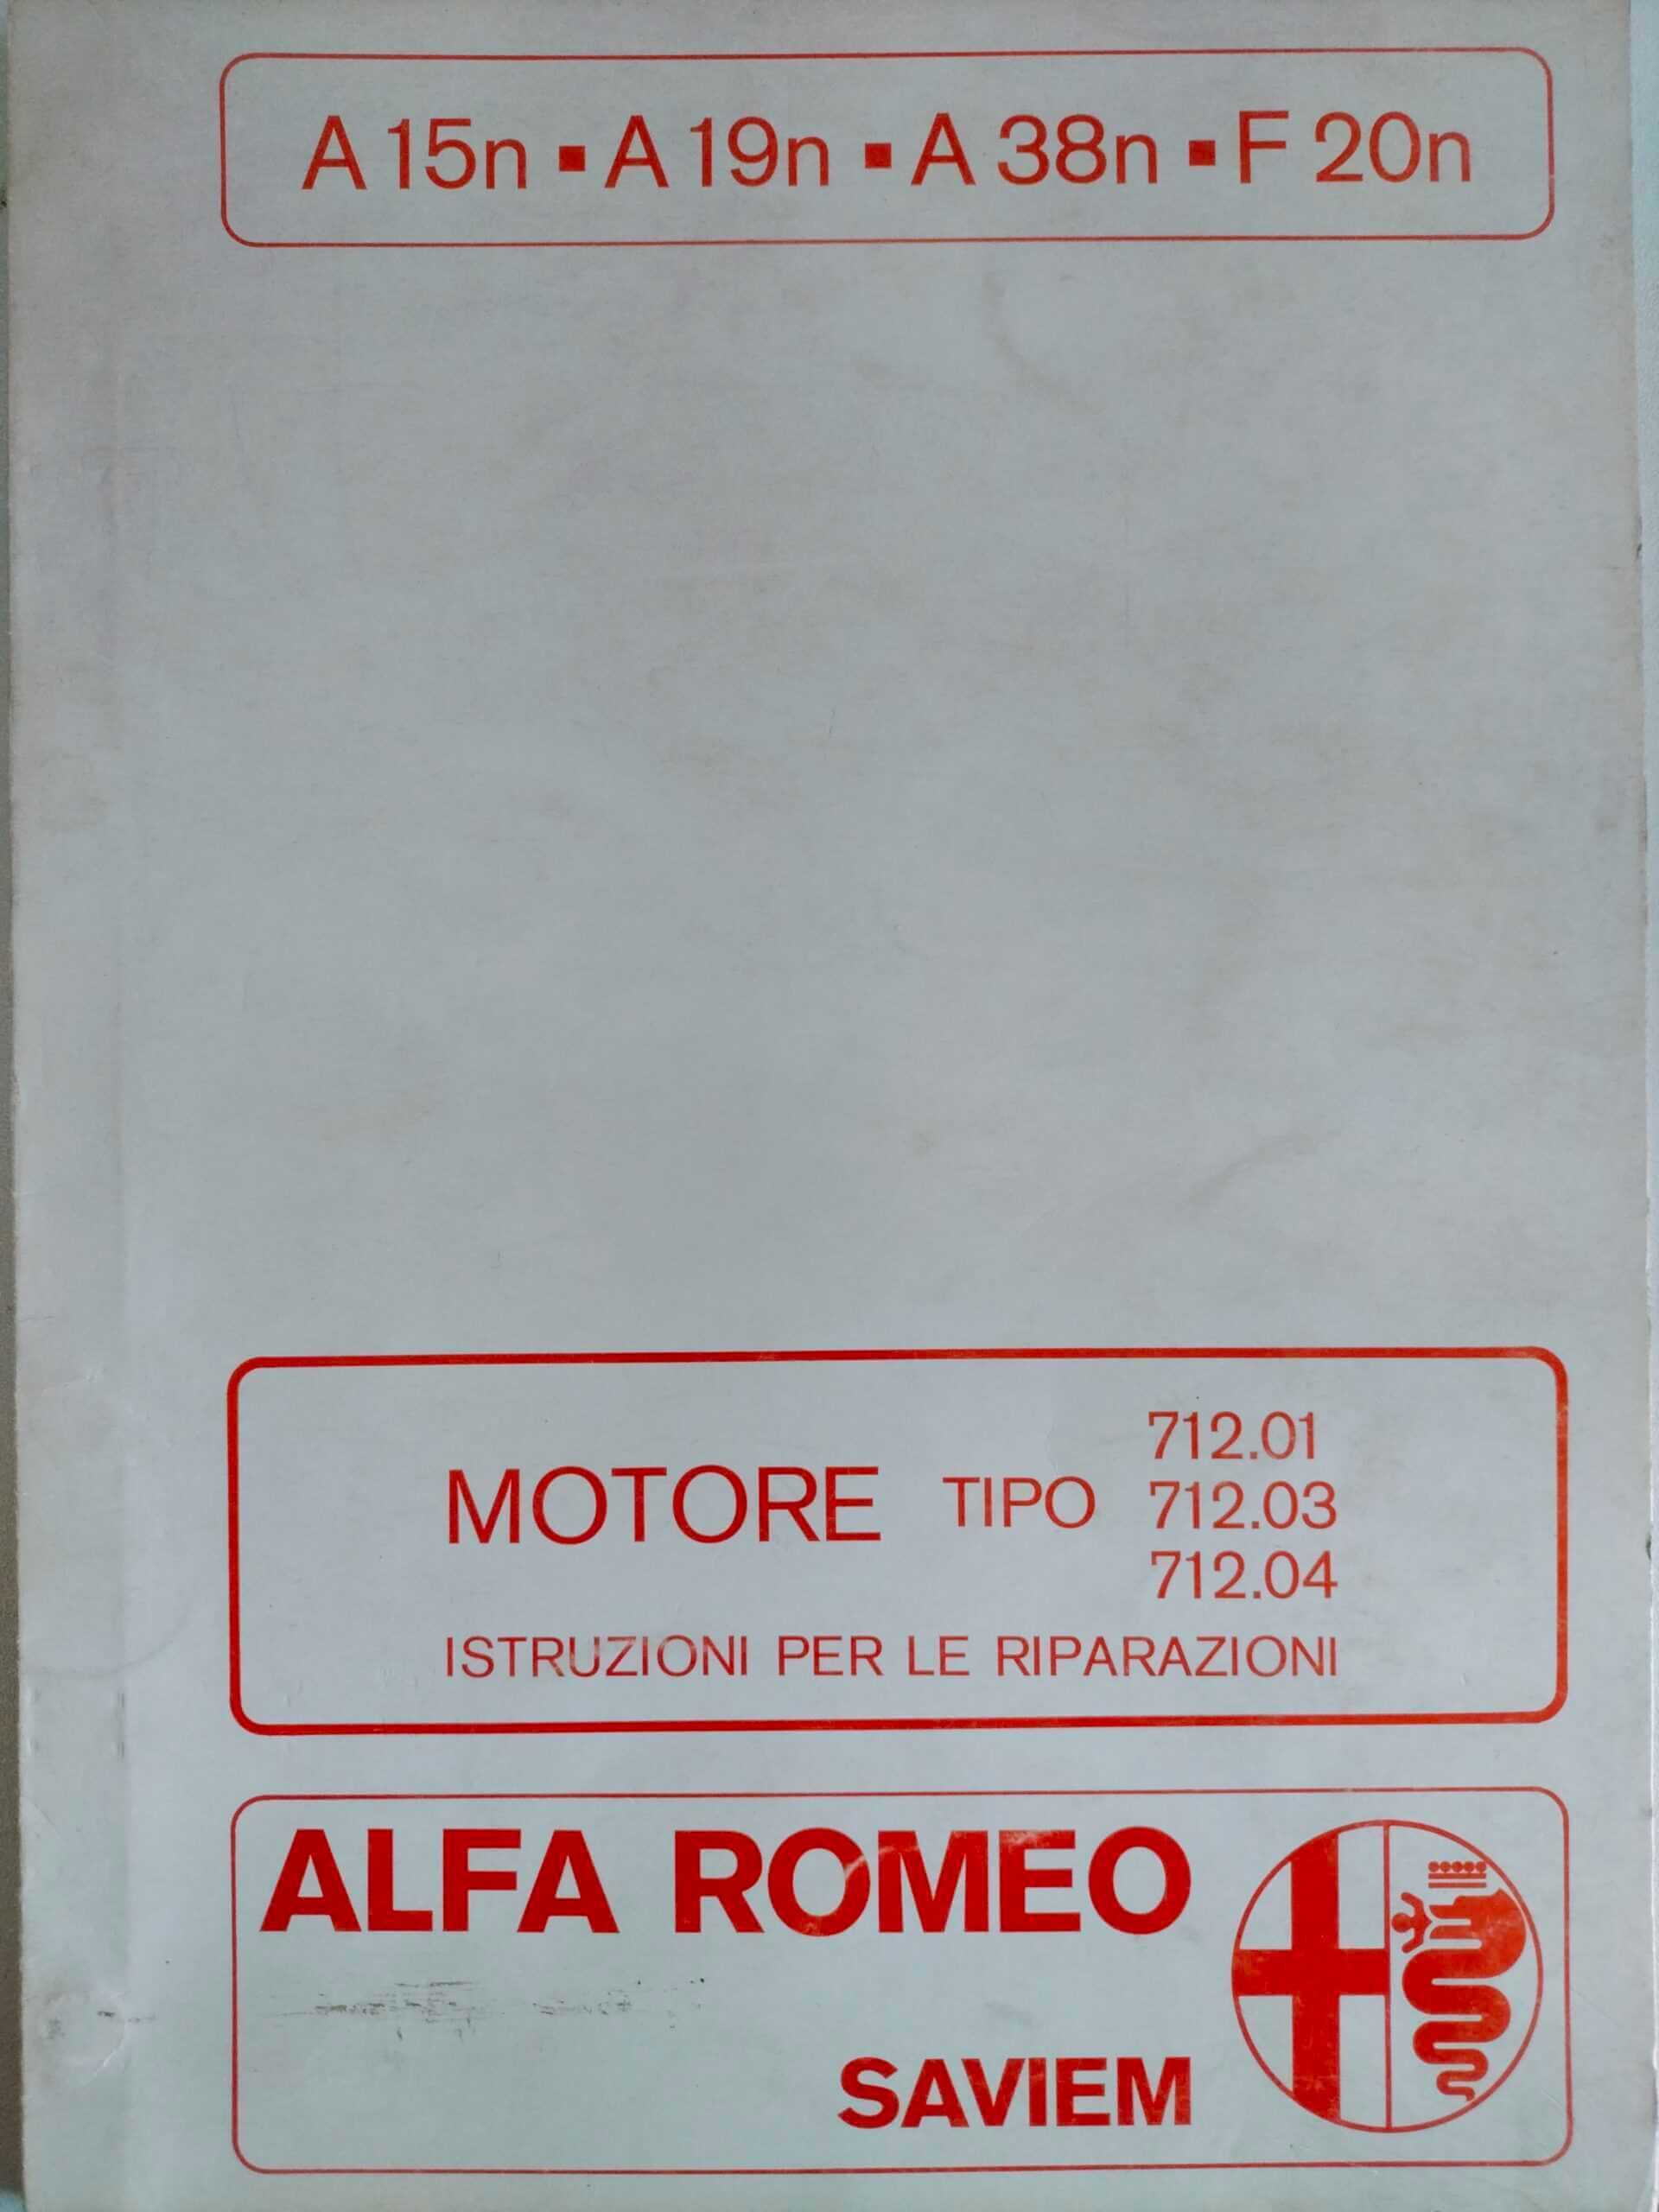 A 15n ▪ A 19n ▪ A 38n ▪ F 20n
712.01
MOTORE TIPO 712.03
712.04
ISTRUZIONI PER LE RIPARAZIONI
ALFA ROMEO
SAVIEM